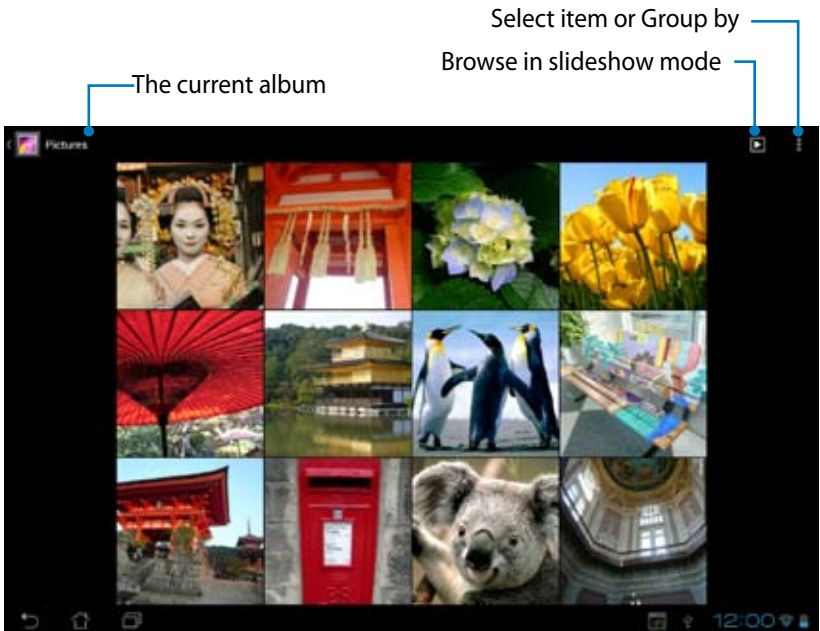 Select item or Group by
Browse in slideshow mode
The current album
Pictures
12:00